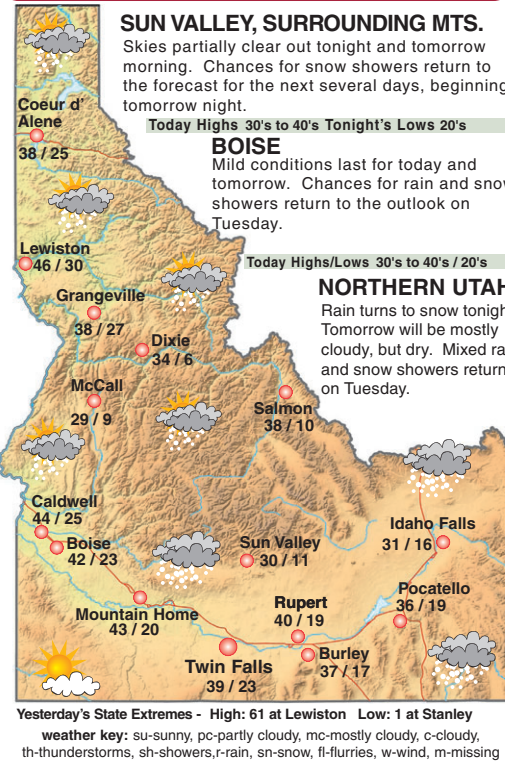 SUN VALLEY, SURROUNDING MTS.
Skies partially clear out tonight and tomorrow
morning. Chances for snow showers return to
the forecast for the next several days, beginning
tomorrow night.
Today Highs 30's to 40's Tonight's Lows 20's
BOISE
Mild conditions last for today and
tomorrow. Chances for rain and snow
showers return to the outlook on
Tuesday.
Today Highs/Lows 30's to 40's / 20's
NORTHERN UTAH
Rain turns to snow tonight.
Tomorrow will be mostly
cloudy, but dry. Mixed
and snow showers return
on Tuesday.
Coeur d'
Alene
38 / 25
Lewiston
46 / 30
Grangeville
38 / 27
Dixie
34 / 6
McCall
29 / 9
Salmon
38 / 10
Caldwell
44 / 25
Boise
42 / 23
Sun Valley
30 / 11
Idaho Falls
31 / 16
Mountain Home
43 / 20
Rupert
40 / 19
Pocatello
36 / 19
Twin Falls
39 / 23
Burley
37 / 17
Yesterday's State Extremes - High: 61 at Lewiston Low: 1 at Stanley
weather key: su-sunny, pc-partly cloudy, mc-mostly cloudy, c-cloudy,
th-thunderstorms, sh-showers,r-rain, sn-snow, fl-flurries, w-wind, m-missing